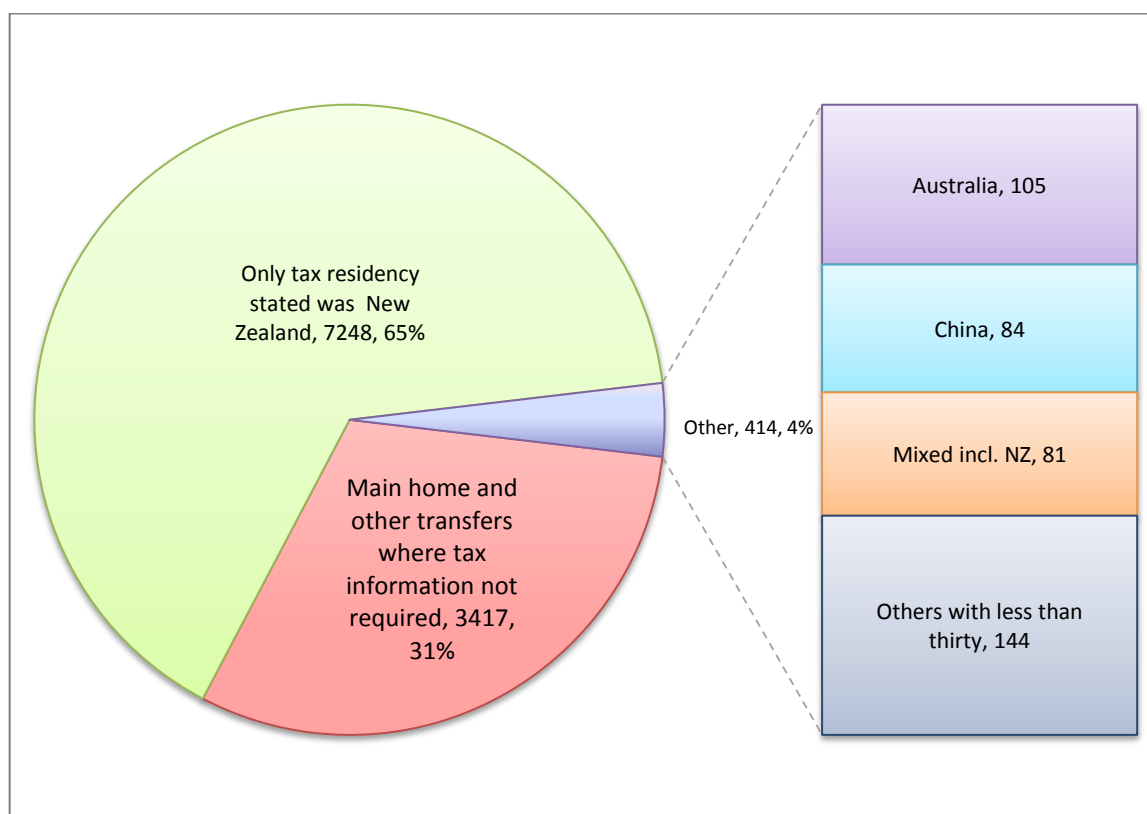 Only tax residency
stated was  New
Zealand, 7248, 65%
Main home and
other transfers
where tax
information not
required, 3417,
31%
Other, 414, 4%
Australia, 105
China, 84
Mixed incl. NZ, 81
Others with less than
thirty, 144